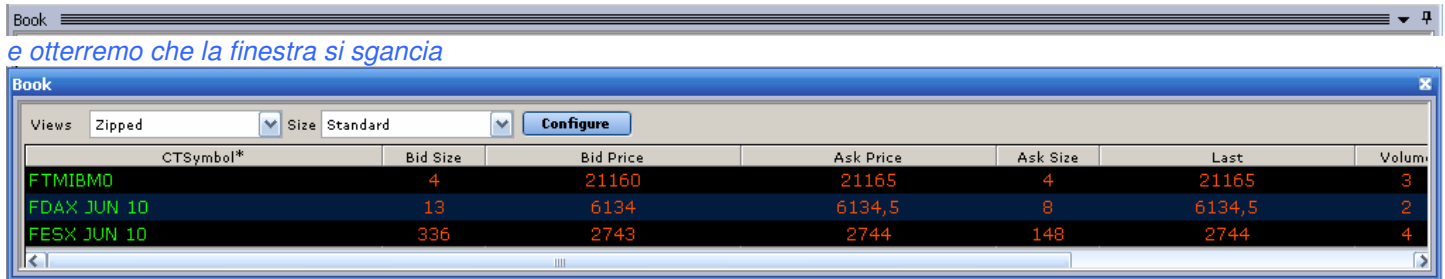 Book
e otterremo che la finestra si sgancia
Book
Views Zipped Size Standard Configure
CTSymbol* Bid Size Bid Price Ask Price Ask Size Last Volum
FTMIBM0 4 21160 21165 4 21165 3
FDAX JUN 10 13 6134 6134,5 8 6134,5 2
FESX JUN 10 336 2743 2744 148 2744 4